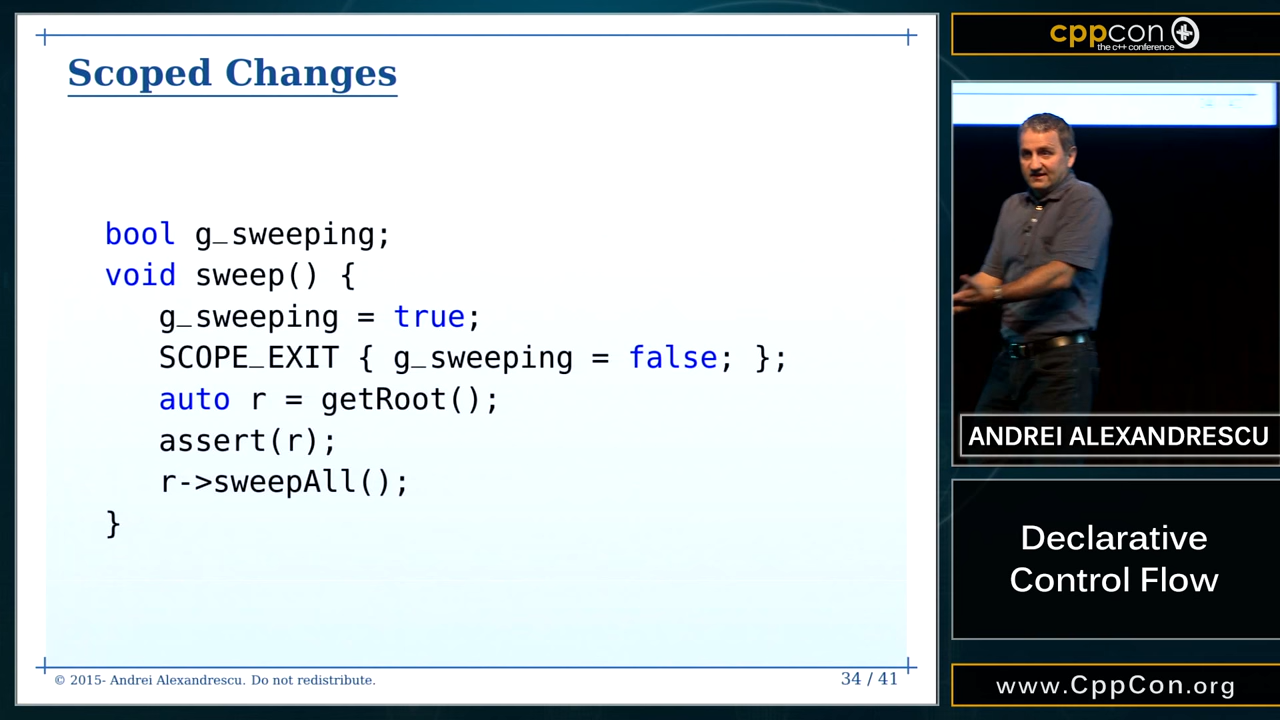 Scoped Changes
bool g_sweeping;
void sweep() {
g_sweeping = true;
SCOPE_EXIT { g_sweeping = false; };
auto r = getRoot();
assert(r);
r->sweepAll();
}
© 2015- Andrei Alexandrescu. Do not redistribute.
34 / 41
cppcon
the c++ conference
ANDREI ALEXANDRESCU
Declarative
Control Flow
www.CppCon.org